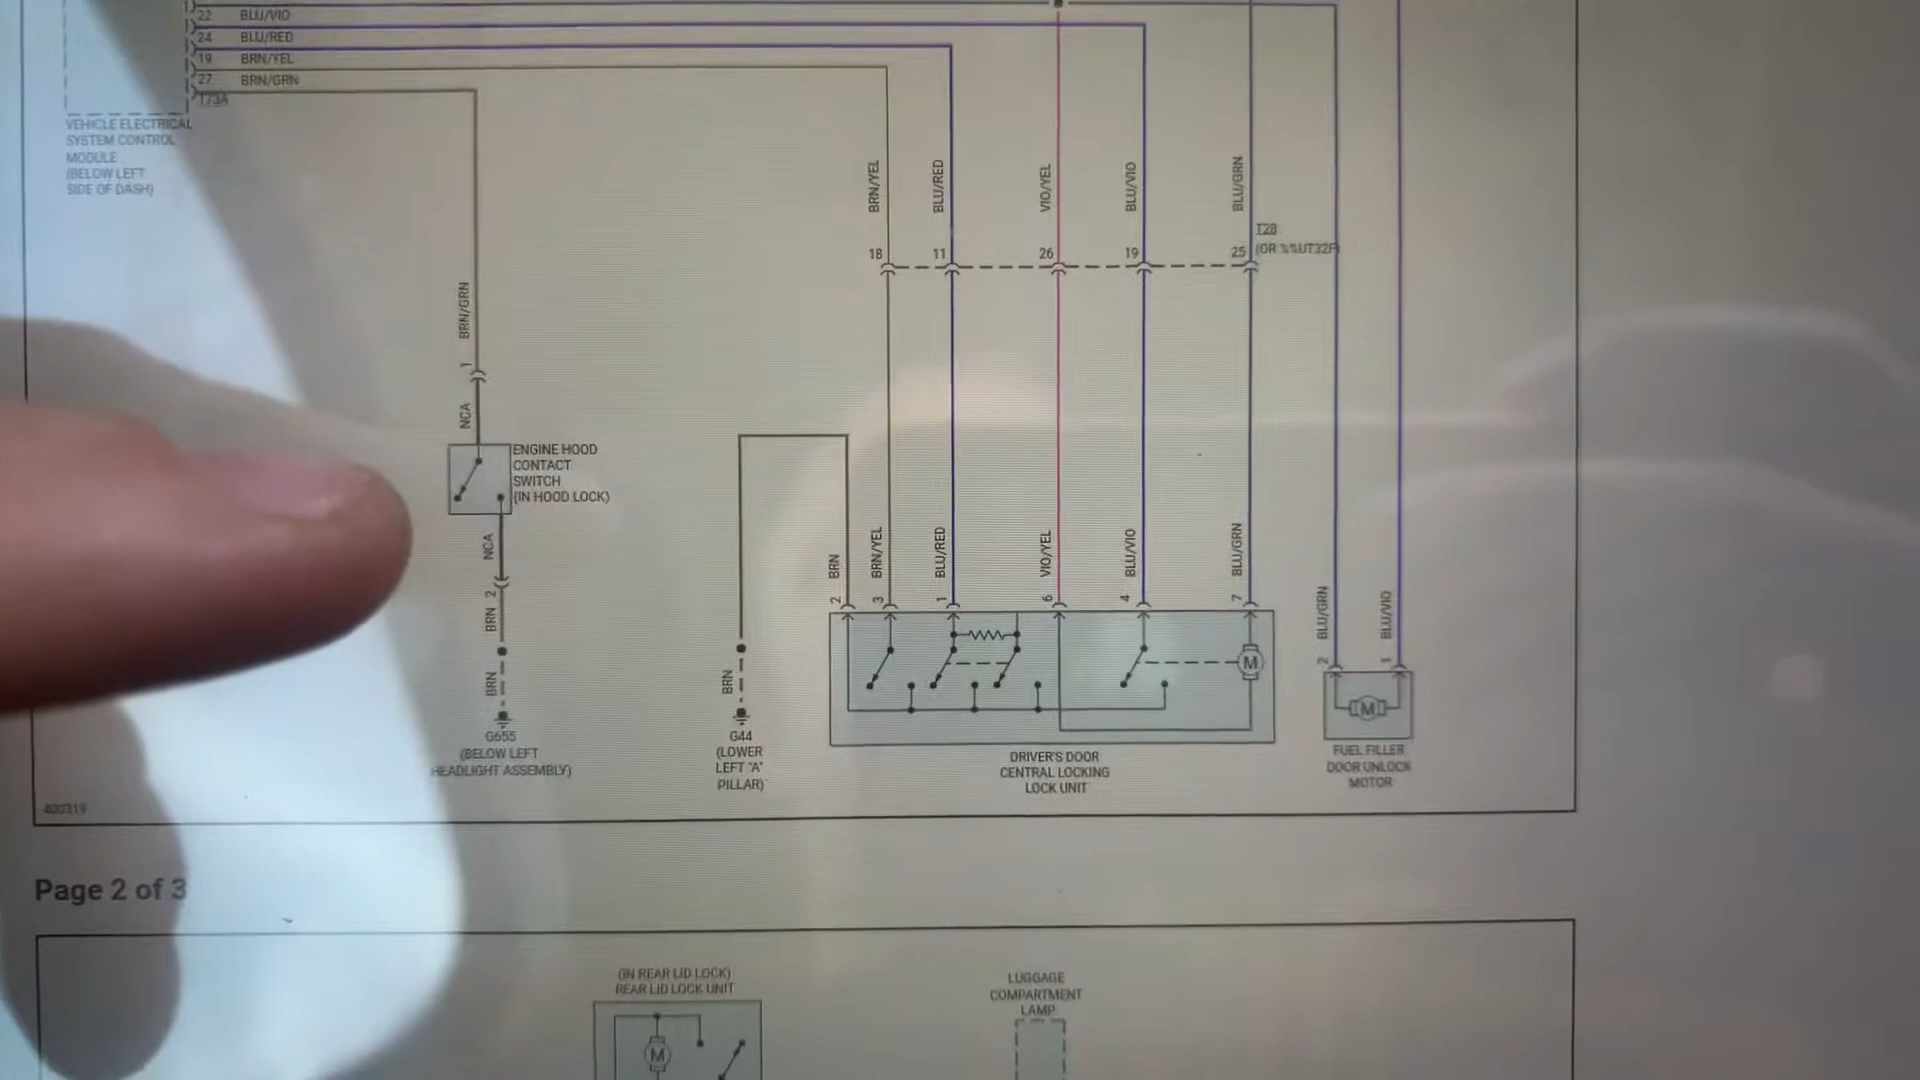 22 BLU/VIO
24 BLU/RED
19 BRN/YEL
27 BRN/GRN
T73A
VEHICLE ELECTRICAL
SYSTEM CONTROL
MODULE
(BELOW LEFT
SIDE OF DASH)
BRN/YEL
BLU/RED
VIO/YEL
BLU/VIO
BLU/GRN
T28
(OR %%UT32F)
18
11
26
19
25
BRN/GRN
1
NCA
ENGINE HOOD
CONTACT
SWITCH
(IN HOOD LOCK)
NCA
2
BRN
BRN
G655
(BELOW LEFT
HEADLIGHT ASSEMBLY)
BRN
G44
(LOWER
LEFT "A"
PILLAR)
BRN
BRN/YEL
BLU/RED
VIO/YEL
BLU/VIO
BLU/GRN
2
3
1
6
4
7
M
DRIVER'S DOOR
CENTRAL LOCKING
LOCK UNIT
BLU/GRN
BLU/VIO
2
1
M
FUEL FILLER
DOOR UNLOCK
MOTOR
400319
Page 2 of 3
(IN REAR LID LOCK)
REAR LID LOCK UNIT
M
LUGGAGE
COMPARTMENT
LAMP